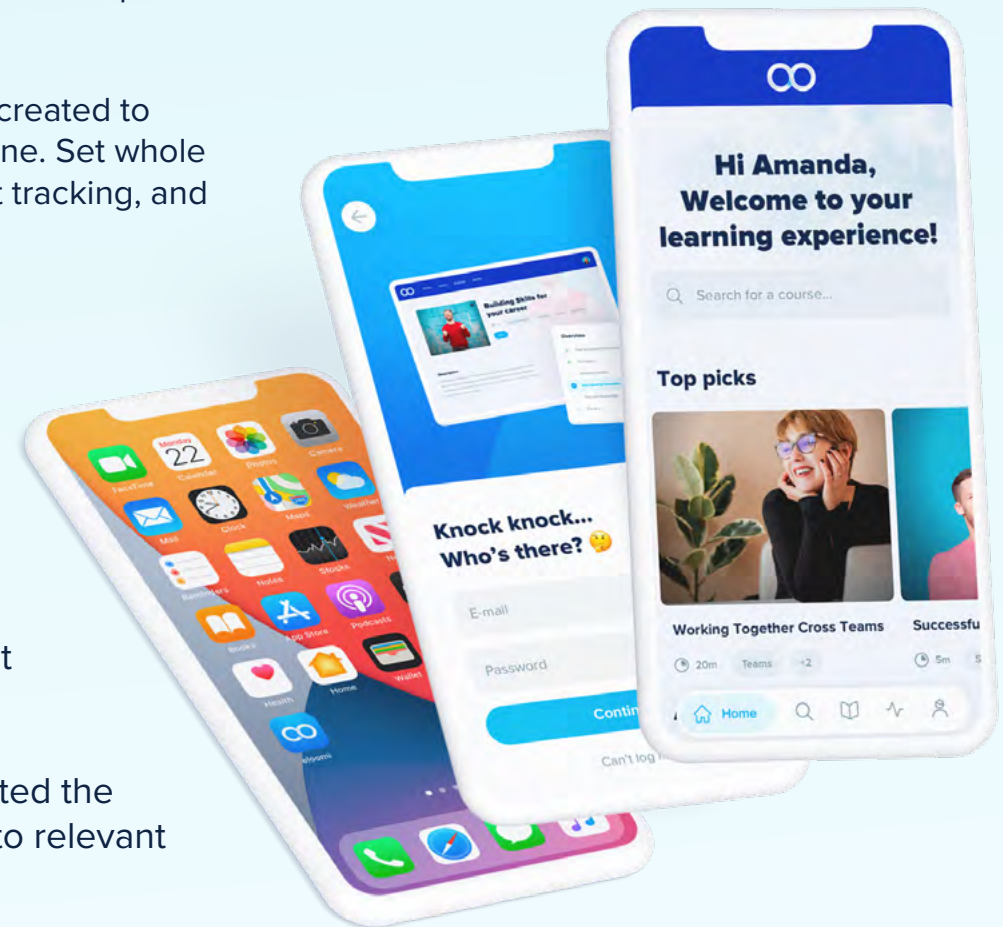 created to
ne. Set whole
t tracking, and
t
ted the
to relevant
FaceTime
Monday
22
Calendar
Photos
Camera
Mail
Clock
Maps
Weather
Reminders
Notes
Stocks
Books
App Store
Podcasts
Health
Home
Wallet
Building Skills for
your career
Overview
Knock knock...
Who's there? 🤔
E-mail
Password
Contin
Can't log
Hi Amanda,
Welcome to your
learning experience!
Search for a course...
Top picks
Working Together Cross Teams
Successfu
20m Teams +2
5m S
Home